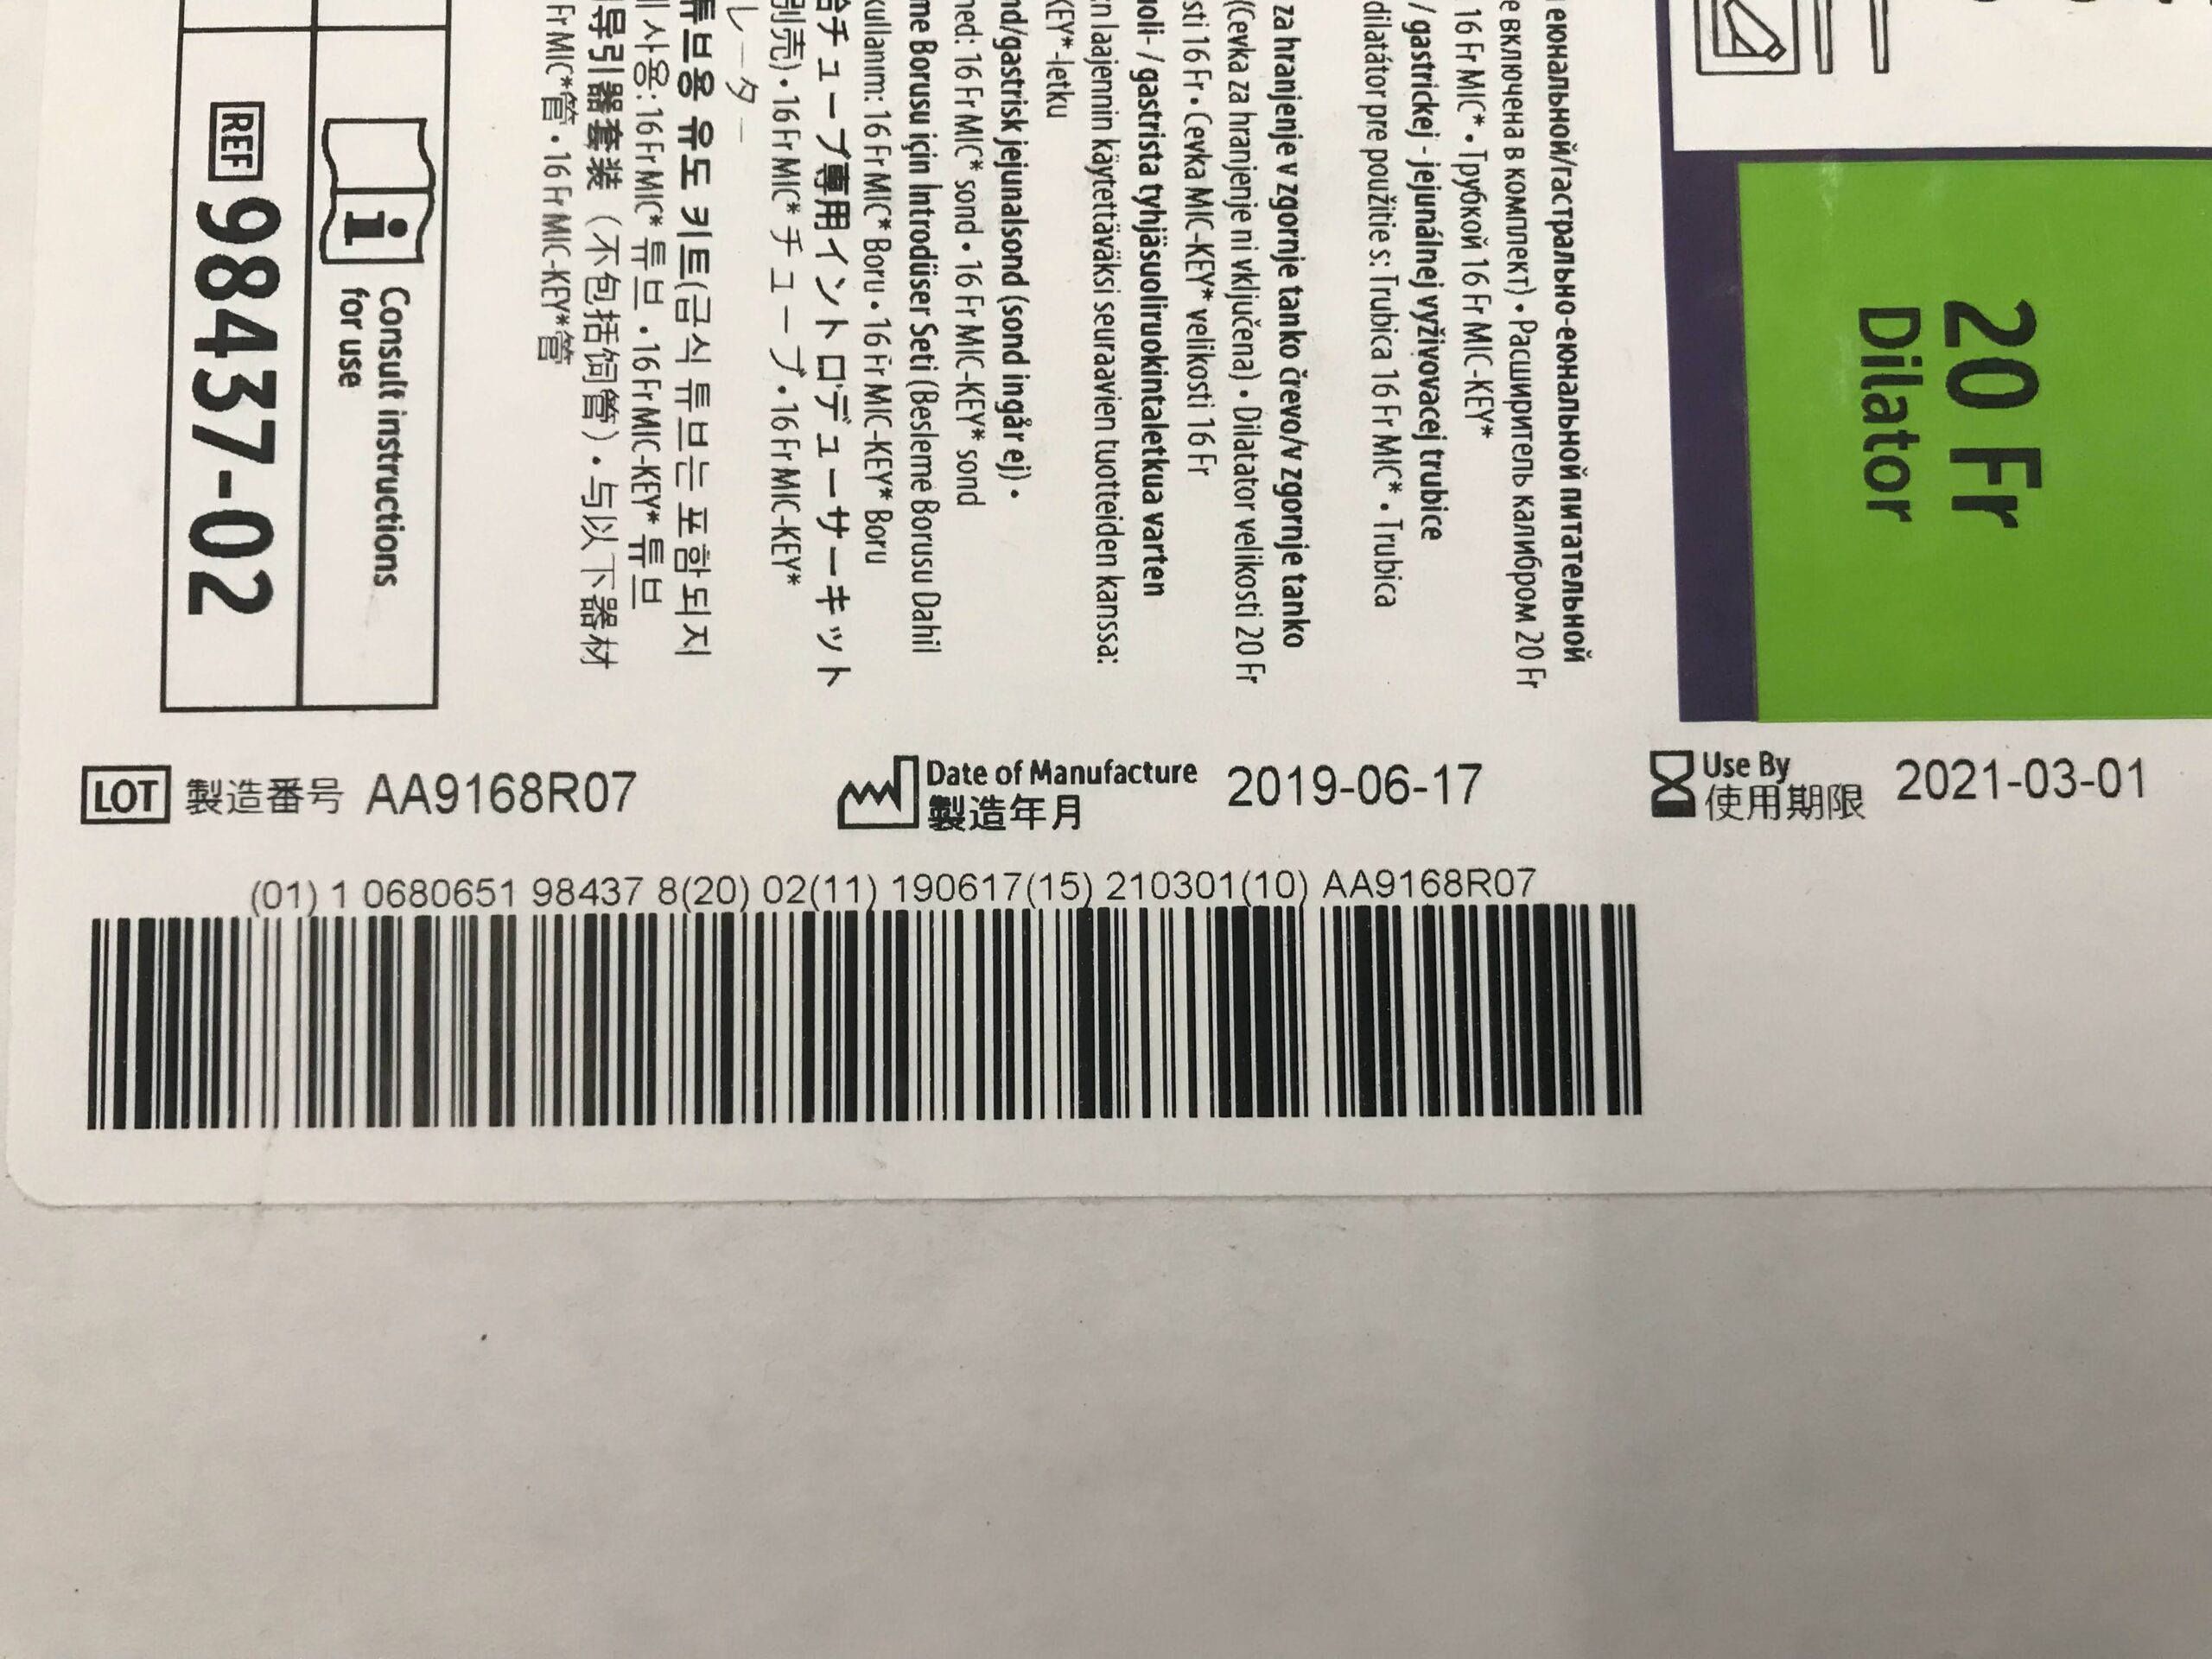 REF 98437-02
Consult instructions
for use
еюнальной/гастрально-еюнальной питательной
включена в комплект) • Расширитель калибром 20 Fr
16 Fr MIC* • Трубкой 16 Fr MIC-KEY*
/ gastrickej - jejunálnej vyživovacej trubice
dilatátor pre použitie s: Trubica 16 Fr MIC* • Trubica
za hranjenje v zgornje tanko črevo/v zgornje tanko
(Cevka za hranjenje ni vključena) • Dilatator velikosti 20 Fr
16 Fr • Cevka MIC-KEY* velikosti 16 Fr
/ gastrista tyhjäsuoliruokintaletkua varten
laajennin käytettäväksi seuraavien tuotteiden kanssa:
KEY*-letku
gastrisk jejunalsond (sond ingår ej) •
16 Fr MIC* sond • 16 Fr MIC-KEY* sond
Borusu için Introdüser Seti (Besleme Borusu Dahil
kullanım: 16 Fr MIC* Boru • 16 Fr MIC-KEY* Boru
チューブ専用イントロデューサーキット
別売) • 16 Fr MIC* チューブ • 16 Fr MIC-KEY*
レーター
튜브용 유도 키트(급식 튜브는 포함되지
사용: 16 Fr MIC* 튜브 • 16 Fr MIC-KEY* 튜브
导引器套装（不包括饲管）• 与以下器材
Fr MIC*管 • 16 Fr MIC-KEY*管
20 Fr
Dilator
LOT 製造番号 AA9168R07
Date of Manufacture 2019-06-17
製造年月
Use By 2021-03-01
使用期限
(01) 1 0680651 98437 8(20) 02(11) 190617(15) 210301(10) AA9168R07